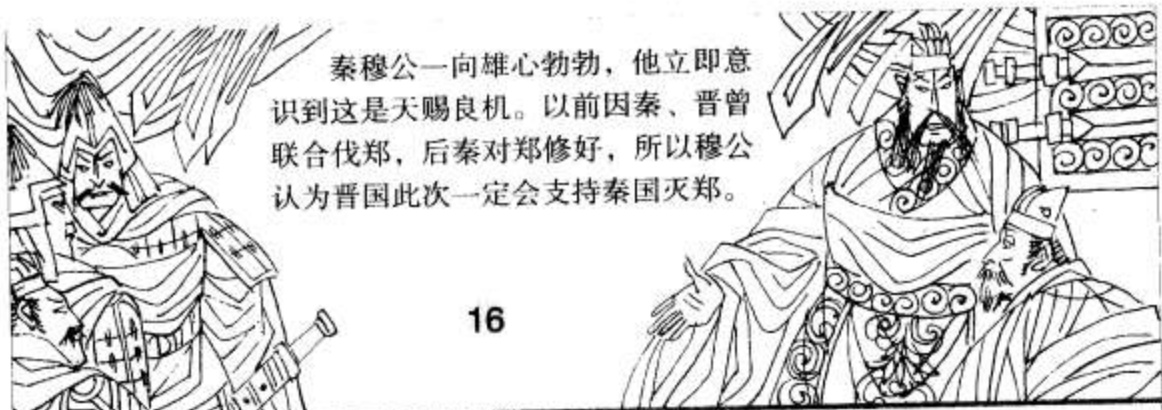 秦穆公一向雄心勃勃，他立即意
识到这是天赐良机。以前因秦、晋曾
联合伐郑，后秦对郑修好，所以穆公
认为晋国此次一定会支持秦国灭郑。
16